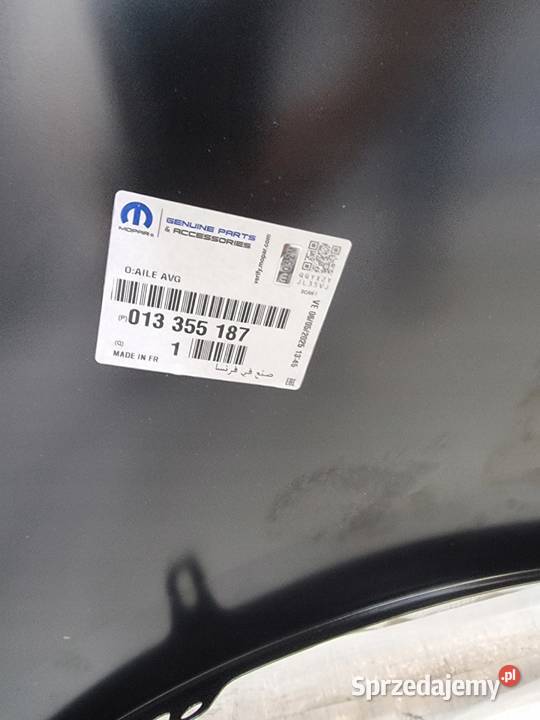 MOPAR
GENUINE PARTS
& ACCESSORIES
verify.mopar.com
O:AILE AVG
(P) 013 355 187
(Q) 1
MADE IN FR
صنع في فرنسا
SCAN
Sprzedajemy.pl